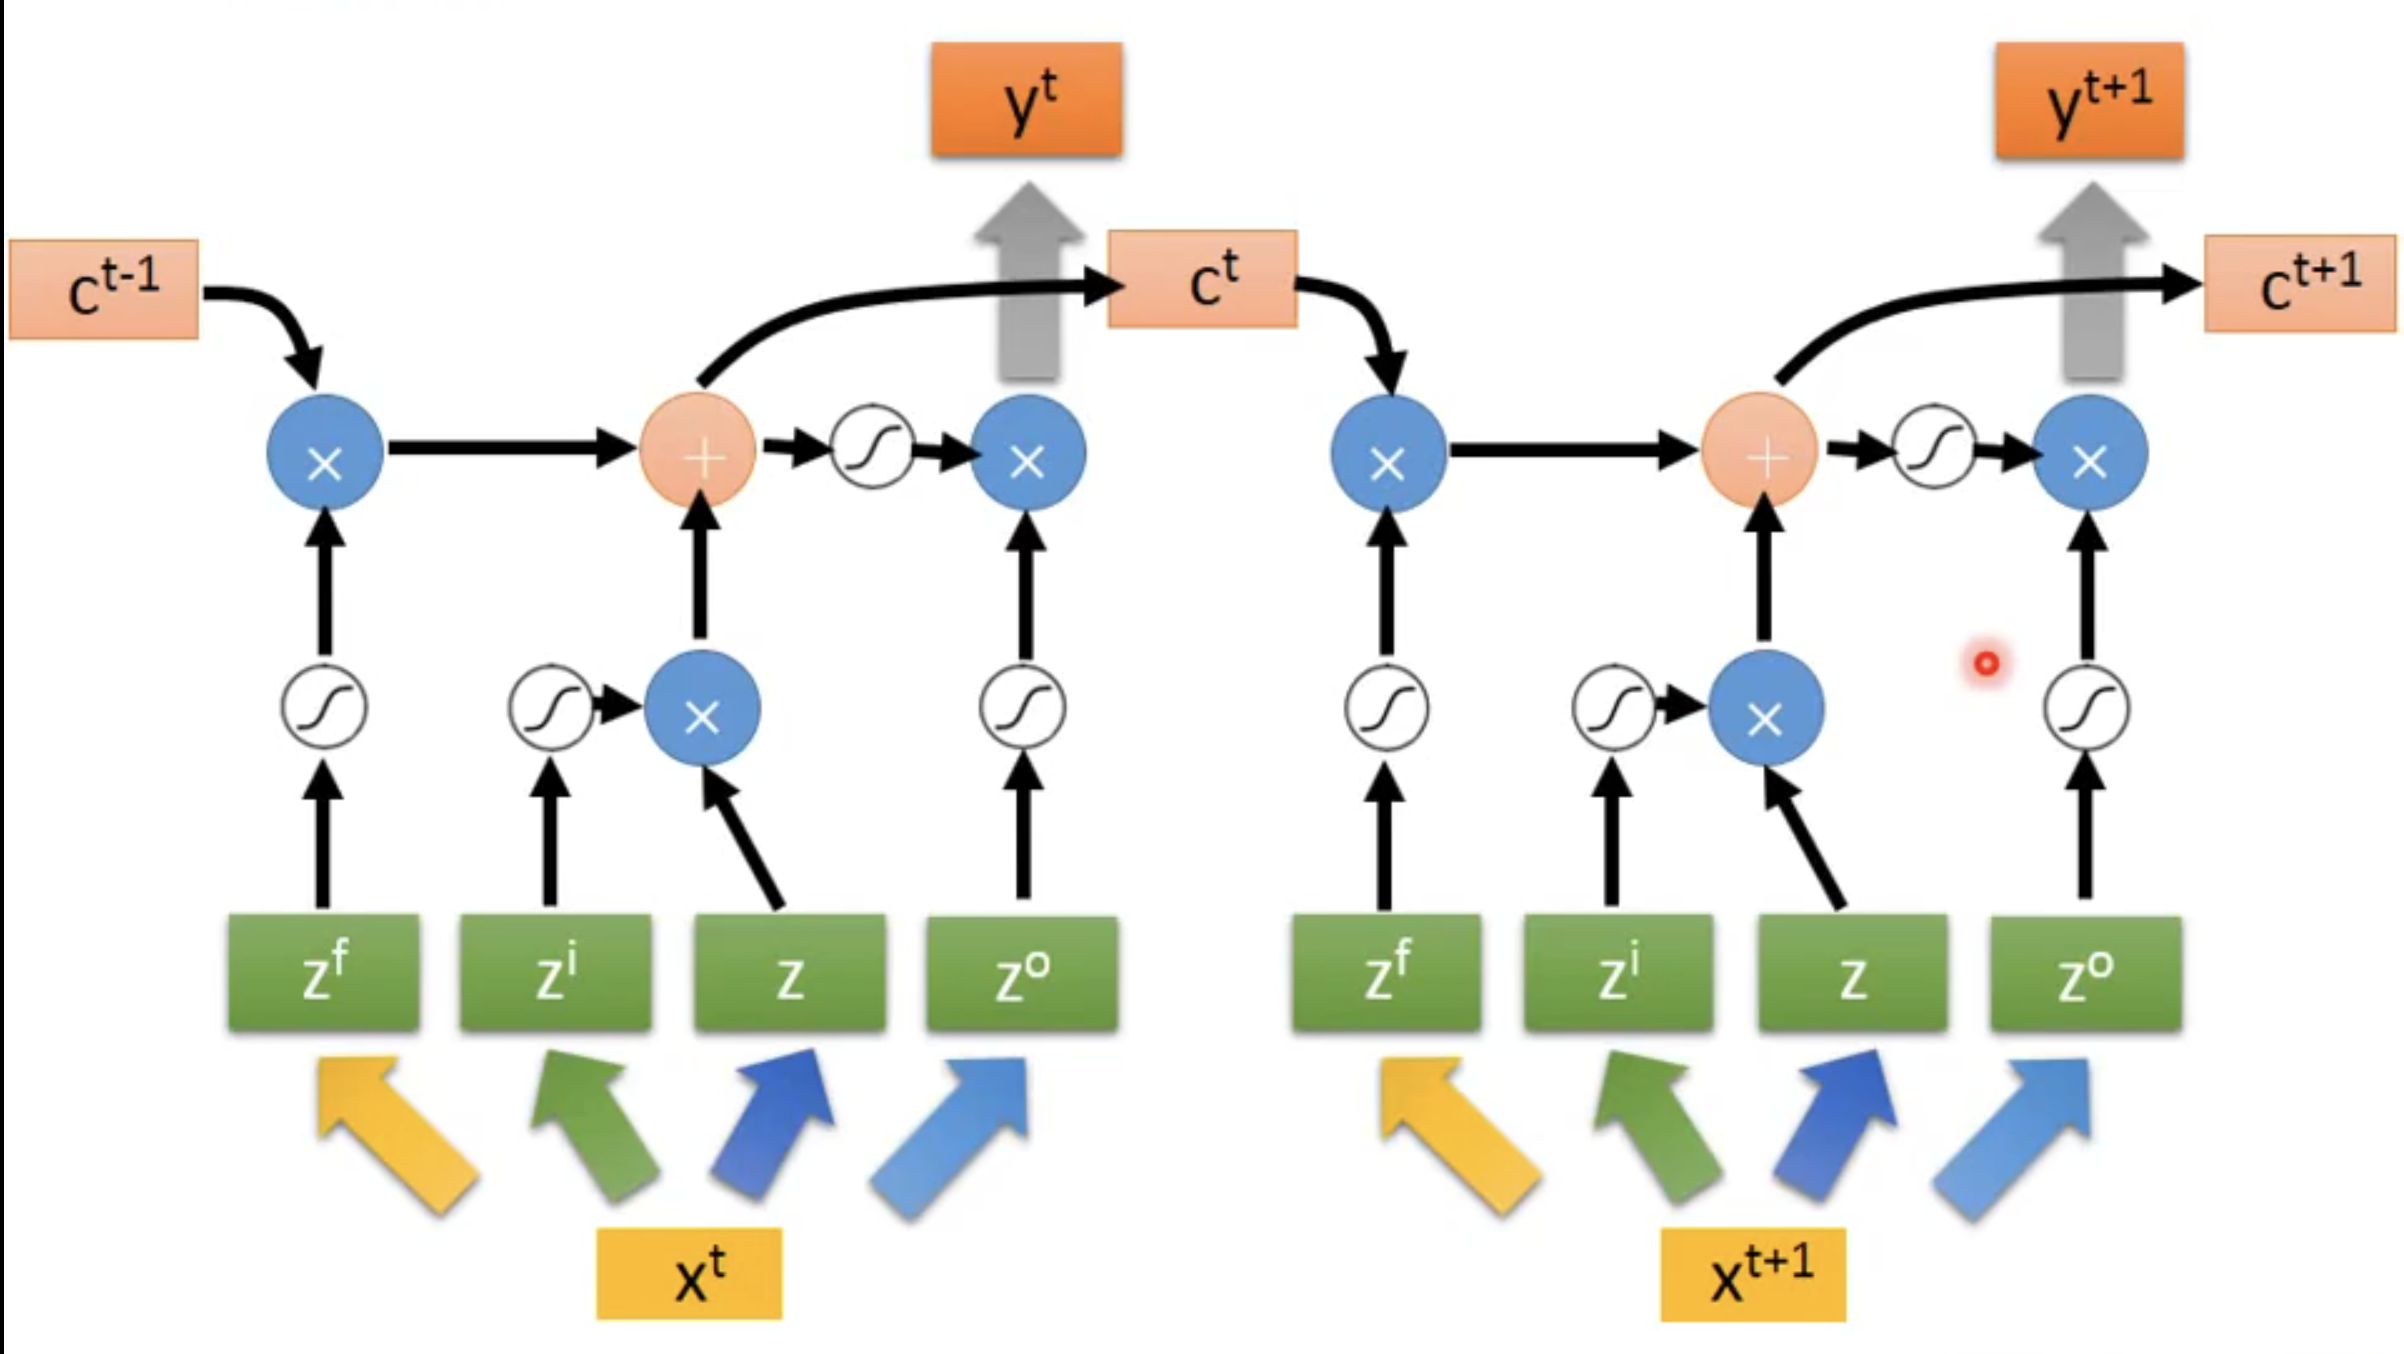 y^t
y^{t+1}
c^{t-1}
c^t
c^{t+1}
× + × × + ×
× ×
z^f z^i z z^o z^f z^i z z^o
x^t
x^{t+1}